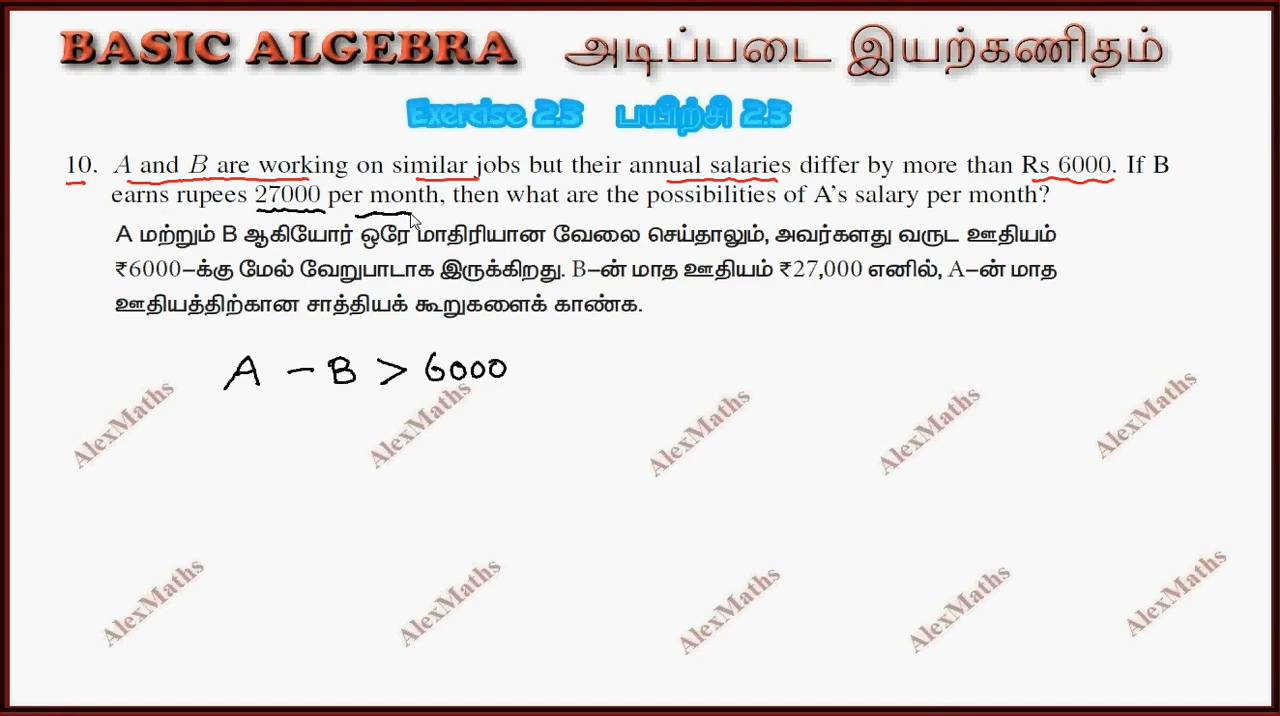 BASIC ALGEBRA அடிப்படை இயற்கணிதம்
Exercise 2.3 பயிற்சி 2.3
10. A and B are working on similar jobs but their annual salaries differ by more than Rs 6000. If B
earns rupees 27000 per month, then what are the possibilities of A's salary per month?
A மற்றும் B ஆகியோர் ஒரே மாதிரியான வேலை செய்தாலும், அவர்களது வருட ஊதியம்
₹6000-க்கு மேல் வேறுபாடாக இருக்கிறது. B-ன் மாத ஊதியம் ₹27,000 எனில், A-ன் மாத
ஊதியத்திற்கான சாத்தியக் கூறுகளைக் காண்க.
A - B > 6000
AlexMaths AlexMaths AlexMaths AlexMaths AlexMaths
AlexMaths AlexMaths AlexMaths AlexMaths AlexMaths